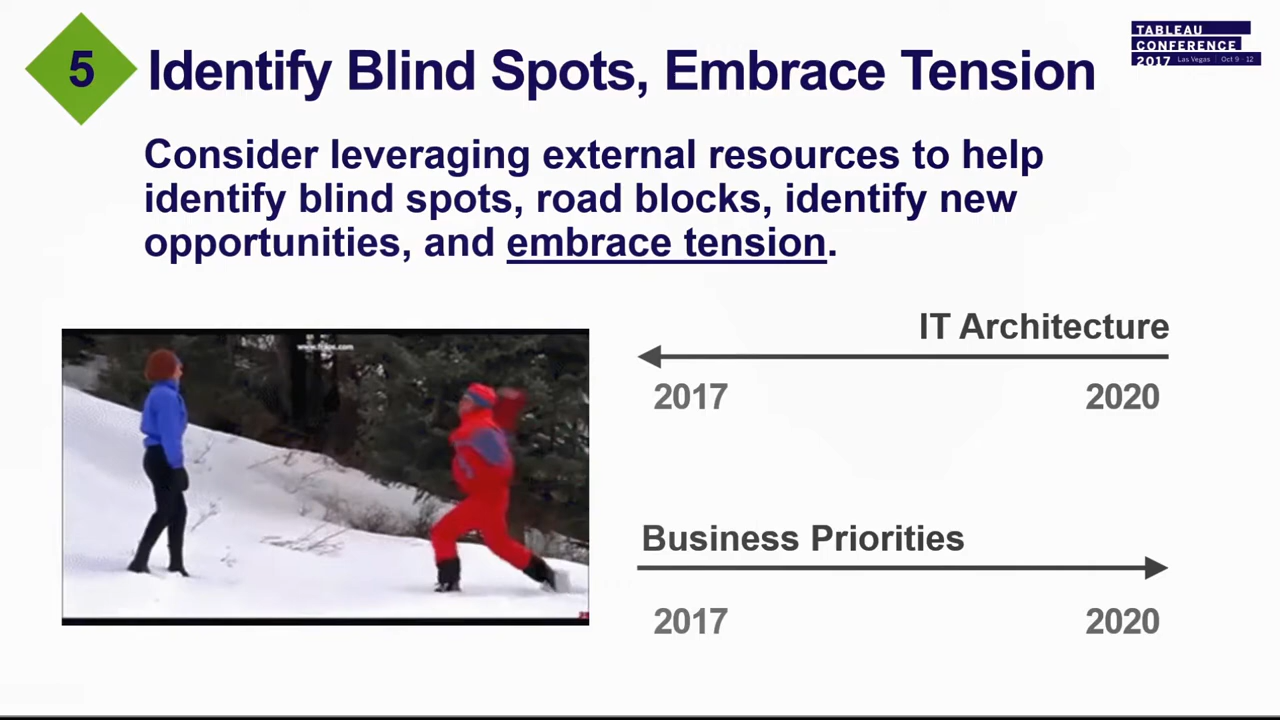 5
Identify Blind Spots, Embrace Tension
TABLEAU
CONFERENCE
2017 Las Vegas | Oct 9 - 12
Consider leveraging external resources to help
identify blind spots, road blocks, identify new
opportunities, and embrace tension.
IT Architecture
2017 2020
Business Priorities
2017 2020